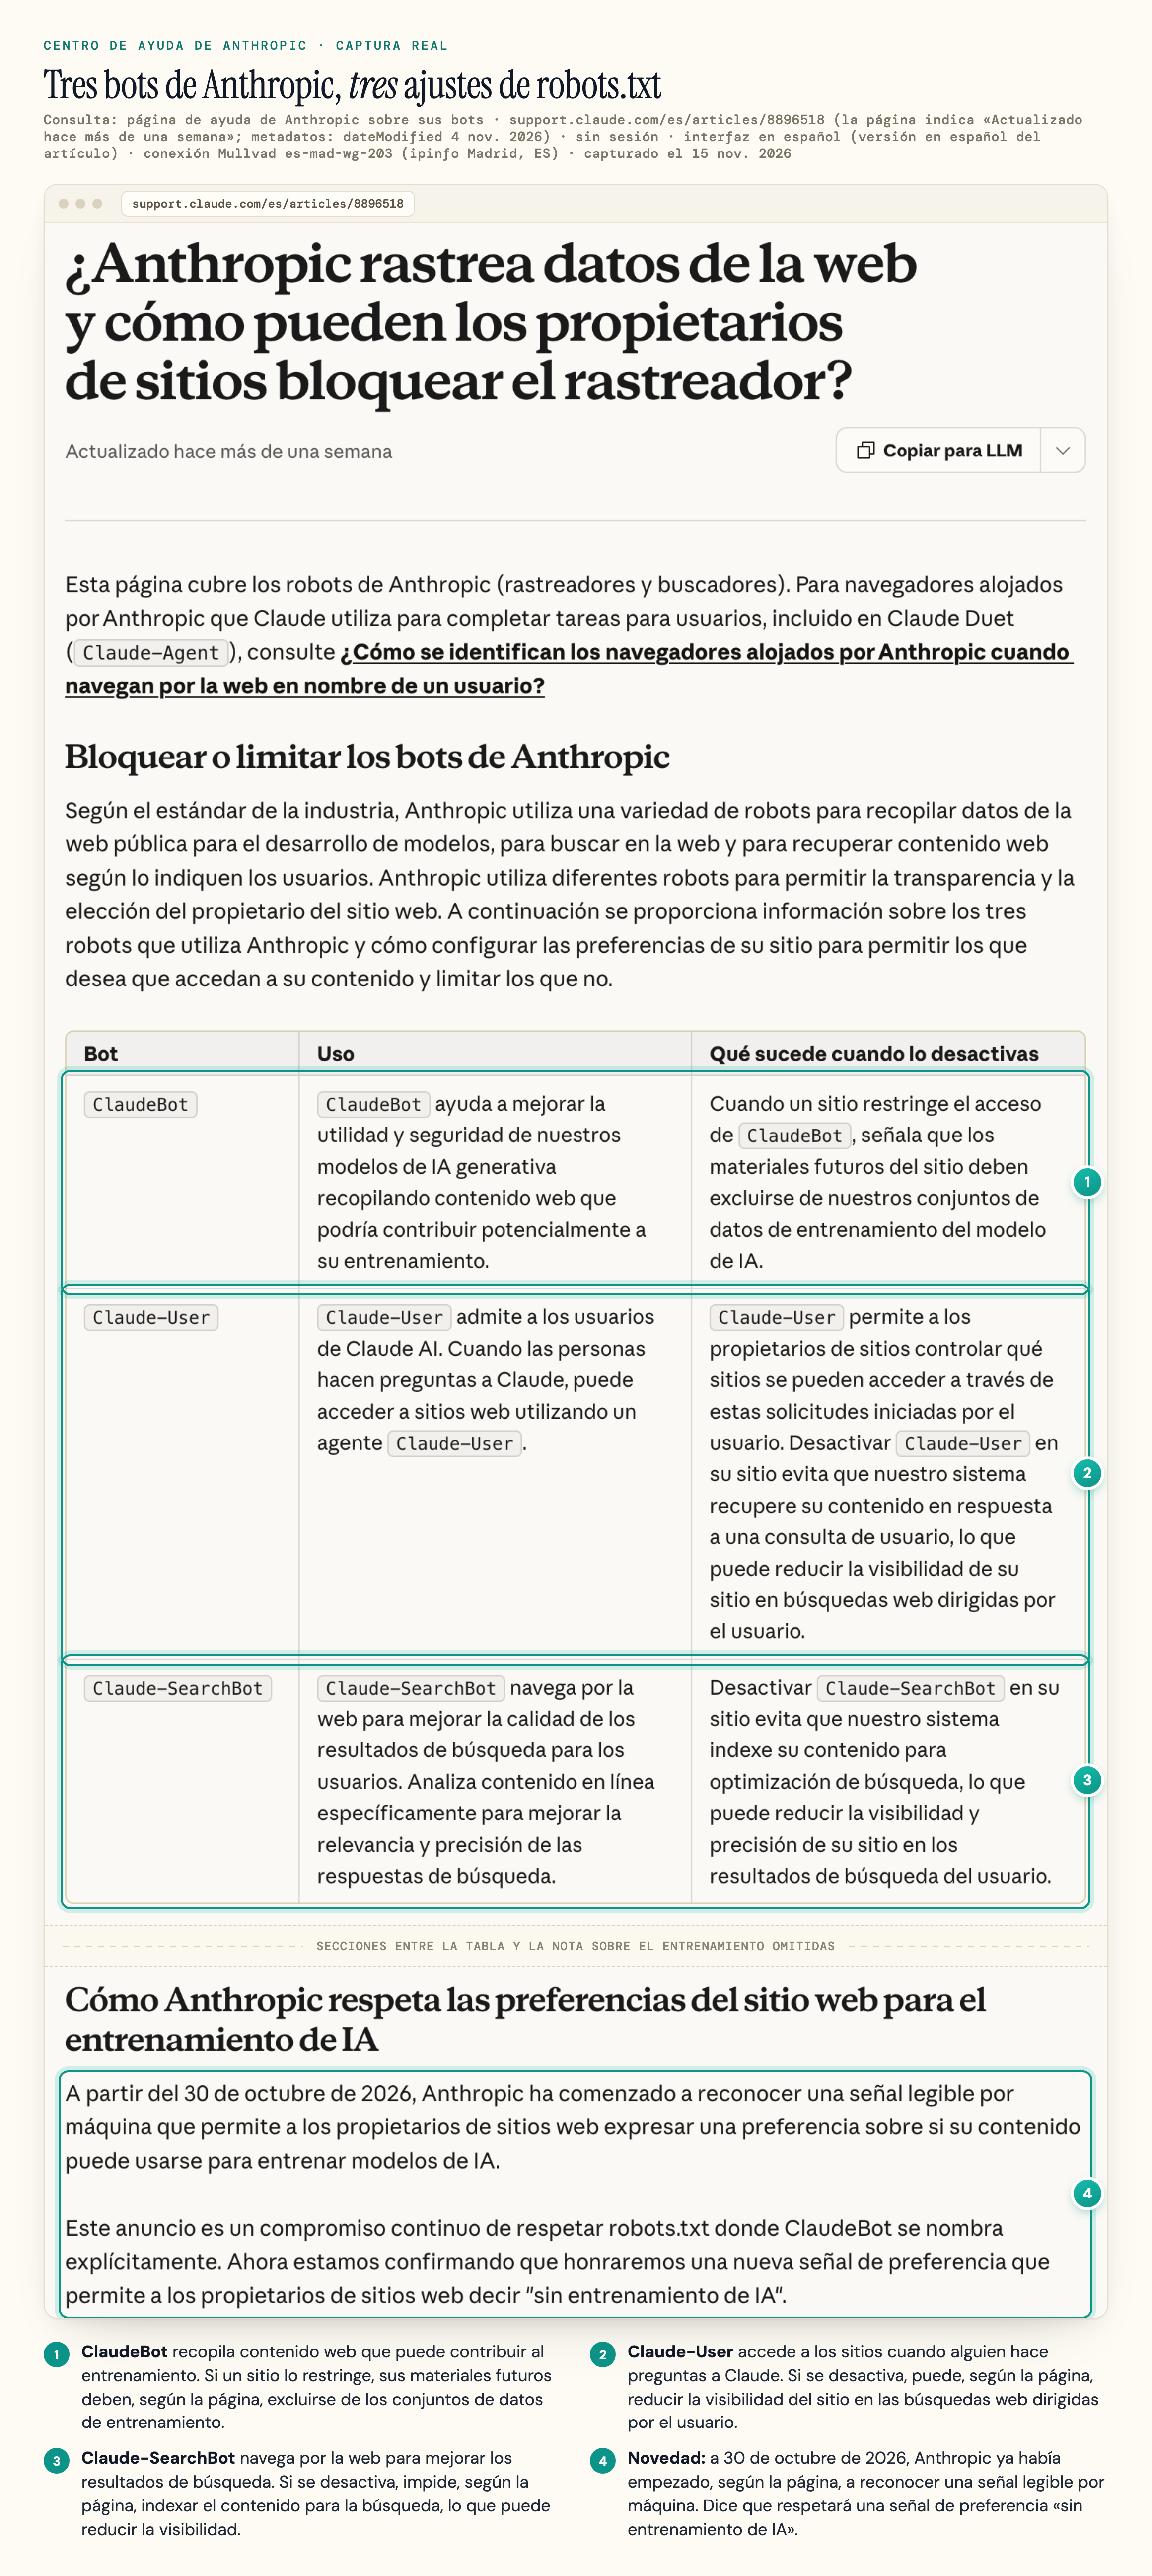 CENTRO DE AYUDA DE ANTHROPIC · CAPTURA REAL
Tres bots de Anthropic, tres ajustes de robots.txt
Consulta: página de ayuda de Anthropic sobre sus bots · support.claude.com/es/articles/8896518 (la página indica «Actualizado
hace más de una semana»; metadatos: dateModified 4 nov. 2026) · sin sesión · interfaz en español (versión en español del
artículo) · conexión Mullvad es-mad-wg-203 (ipinfo Madrid, ES) · capturado el 15 nov. 2026
support.claude.com/es/articles/8896518
¿Anthropic rastrea datos de la web
y cómo pueden los propietarios
de sitios bloquear el rastreador?
Actualizado hace más de una semana
Copiar para LLM
Esta página cubre los robots de Anthropic (rastreadores y buscadores). Para navegadores alojados
por Anthropic que Claude utiliza para completar tareas para usuarios, incluido en Claude Duet
(Claude-Agent), consulte ¿Cómo se identifican los navegadores alojados por Anthropic cuando
navegan por la web en nombre de un usuario?
Bloquear o limitar los bots de Anthropic
Según el estándar de la industria, Anthropic utiliza una variedad de robots para recopilar datos de la
web pública para el desarrollo de modelos, para buscar en la web y para recuperar contenido web
según lo indiquen los usuarios. Anthropic utiliza diferentes robots para permitir la transparencia y la
elección del propietario del sitio web. A continuación se proporciona información sobre los tres
robots que utiliza Anthropic y cómo configurar las preferencias de su sitio para permitir los que
desea que accedan a su contenido y limitar los que no.
Bot
Uso
Qué sucede cuando lo desactivas
ClaudeBot
ClaudeBot ayuda a mejorar la
utilidad y seguridad de nuestros
modelos de IA generativa
recopilando contenido web que
podría contribuir potencialmente a
su entrenamiento.
Cuando un sitio restringe el acceso
de ClaudeBot, señala que los
materiales futuros del sitio deben
excluirse de nuestros conjuntos de
datos de entrenamiento del modelo
de IA.
1
Claude-User
Claude-User admite a los usuarios
de Claude AI. Cuando las personas
hacen preguntas a Claude, puede
acceder a sitios web utilizando un
agente Claude-User.
Claude-User permite a los
propietarios de sitios controlar qué
sitios se pueden acceder a través de
estas solicitudes iniciadas por el
usuario. Desactivar Claude-User en
su sitio evita que nuestro sistema
recupere su contenido en respuesta
a una consulta de usuario, lo que
puede reducir la visibilidad de su
sitio en búsquedas web dirigidas por
el usuario.
2
Claude-SearchBot
Claude-SearchBot navega por la
web para mejorar la calidad de los
resultados de búsqueda para los
usuarios. Analiza contenido en línea
específicamente para mejorar la
relevancia y precisión de las
respuestas de búsqueda.
Desactivar Claude-SearchBot en su
sitio evita que nuestro sistema
indexe su contenido para
optimización de búsqueda, lo que
puede reducir la visibilidad y
precisión de su sitio en los
resultados de búsqueda del usuario.
3
SECCIONES ENTRE LA TABLA Y LA NOTA SOBRE EL ENTRENAMIENTO OMITIDAS
Cómo Anthropic respeta las preferencias del sitio web para el
entrenamiento de IA
A partir del 30 de octubre de 2026, Anthropic ha comenzado a reconocer una señal legible por
máquina que permite a los propietarios de sitios web expresar una preferencia sobre si su contenido
puede usarse para entrenar modelos de IA.
Este anuncio es un compromiso continuo de respetar robots.txt donde ClaudeBot se nombra
explícitamente. Ahora estamos confirmando que honraremos una nueva señal de preferencia que
permite a los propietarios de sitios web decir "sin entrenamiento de IA".
4
1 ClaudeBot recopila contenido web que puede contribuir al
entrenamiento. Si un sitio lo restringe, sus materiales futuros
deben, según la página, excluirse de los conjuntos de datos
de entrenamiento.
2 Claude-User accede a los sitios cuando alguien hace
preguntas a Claude. Si se desactiva, puede, según la página,
reducir la visibilidad del sitio en las búsquedas web dirigidas
por el usuario.
3 Claude-SearchBot navega por la web para mejorar los
resultados de búsqueda. Si se desactiva, impide, según la
página, indexar el contenido para la búsqueda, lo que puede
reducir la visibilidad.
4 Novedad: a 30 de octubre de 2026, Anthropic ya había
empezado, según la página, a reconocer una señal legible por
máquina. Dice que respetará una señal de preferencia «sin
entrenamiento de IA».